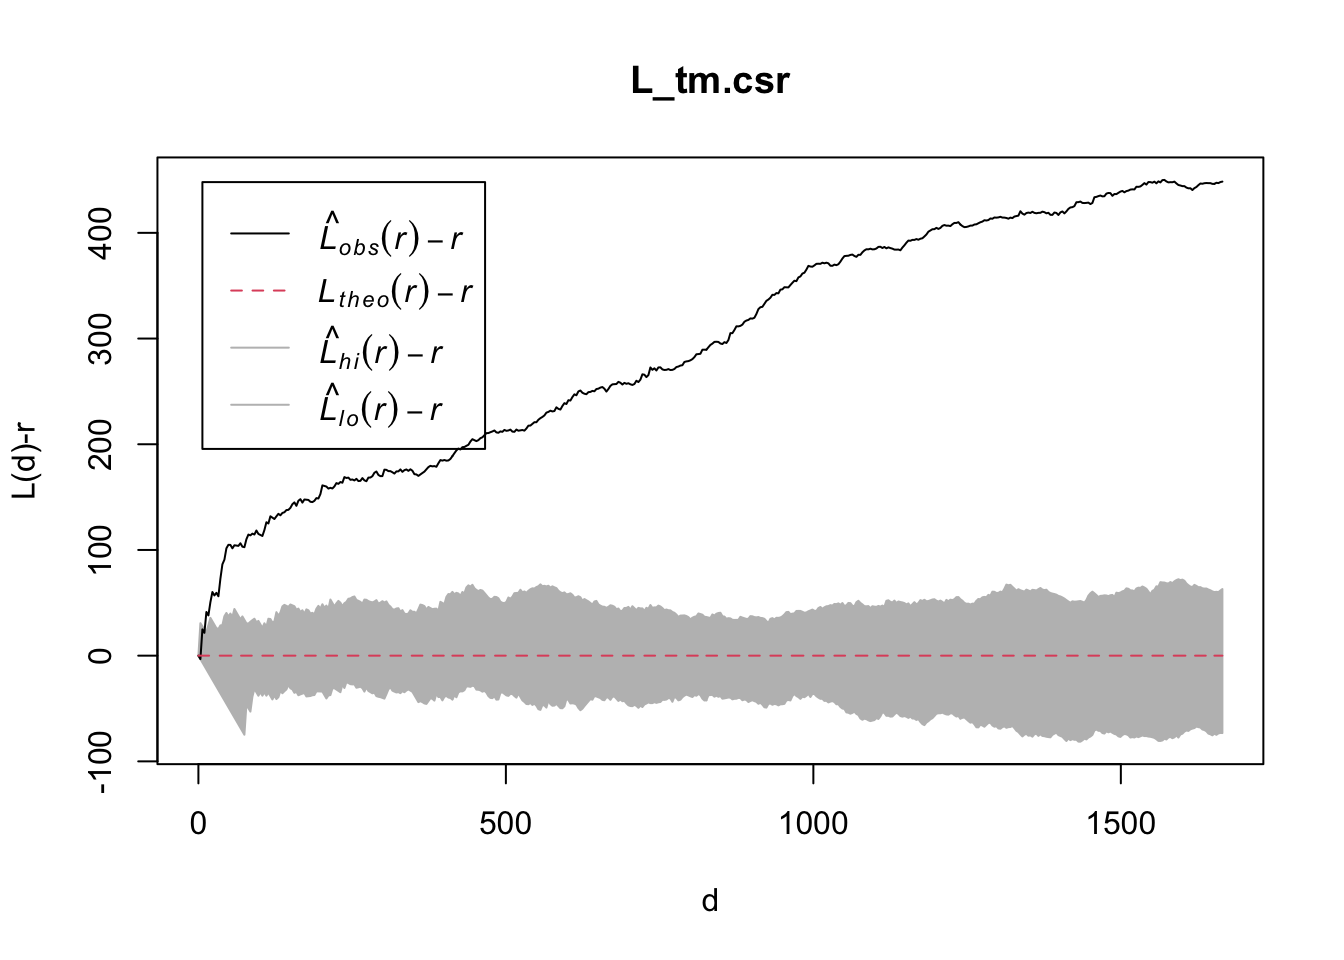 L_tm.csr
L̂obs(r) − r
Ltheo(r) − r
L̂hi(r) − r
L̂lo(r) − r
L(d)-r
400
300
200
100
0
-100
0 500 1000 1500
d